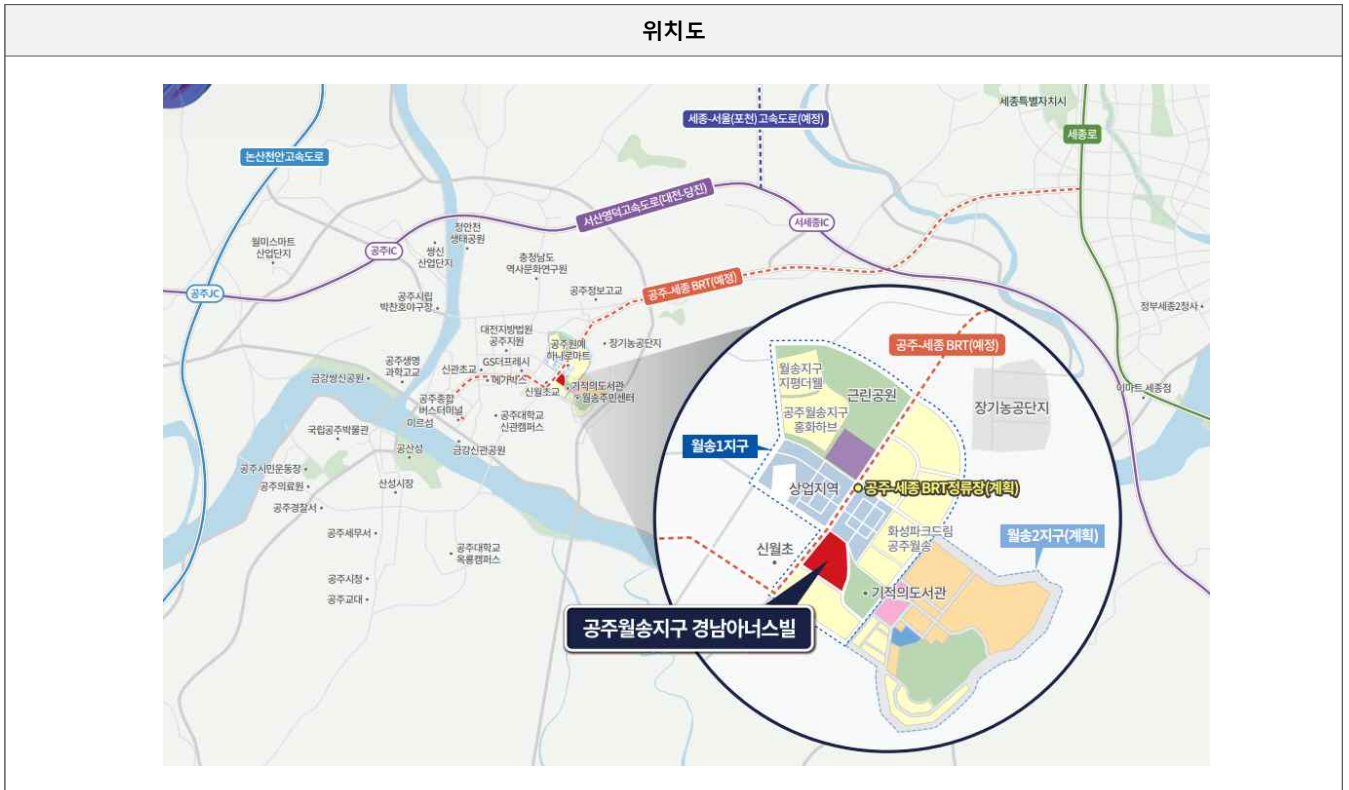 위치도
세종특별자치시
세종-서울(포천)고속도로(예정)
세종로
논산천안고속도로
서산영덕고속도로(대전-당진)
서세종IC
월미스마트
산업단지
공주IC
정안천
생태공원
쌍신
산업단지
충청남도
역사문화연구원
공주JC
공주-세종 BRT(예정)
공주정보고교
공주시립
박찬호야구장
정부세종2청사
대전지방법원
공주지원
공주원예
하나로마트
장기농공단지
공주생명
과학고교
신관초교
GS더프레시
메가박스
금강쌍신공원
신월초교
기적의도서관
월송주민센터
이마트 세종점
공주종합
버스터미널
미르섬
공주대학교
신관캠퍼스
국립공주박물관
공산성
금강신관공원
공주시민운동장
공주의료원
산성시장
공주경찰서
공주세무서
공주대학교
옥룡캠퍼스
공주시청
공주교대
공주-세종 BRT(예정)
월송지구
지평더웰
근린공원
장기농공단지
공주월송지구
홍화하브
월송1지구
상업지역
공주-세종 BRT정류장(계획)
화성파크드림
공주월송
월송2지구(계획)
신월초
기적의도서관
공주월송지구 경남아너스빌